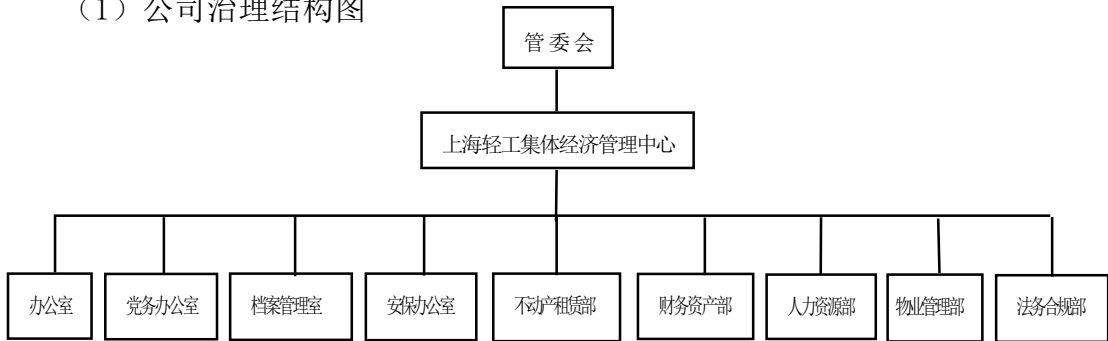 （1）公司治理结构图
管委会
上海轻工集体经济管理中心
办公室
党务办公室
档案管理室
安保办公室
不动产租赁部
财务资产部
人力资源部
物业管理部
法务合规部